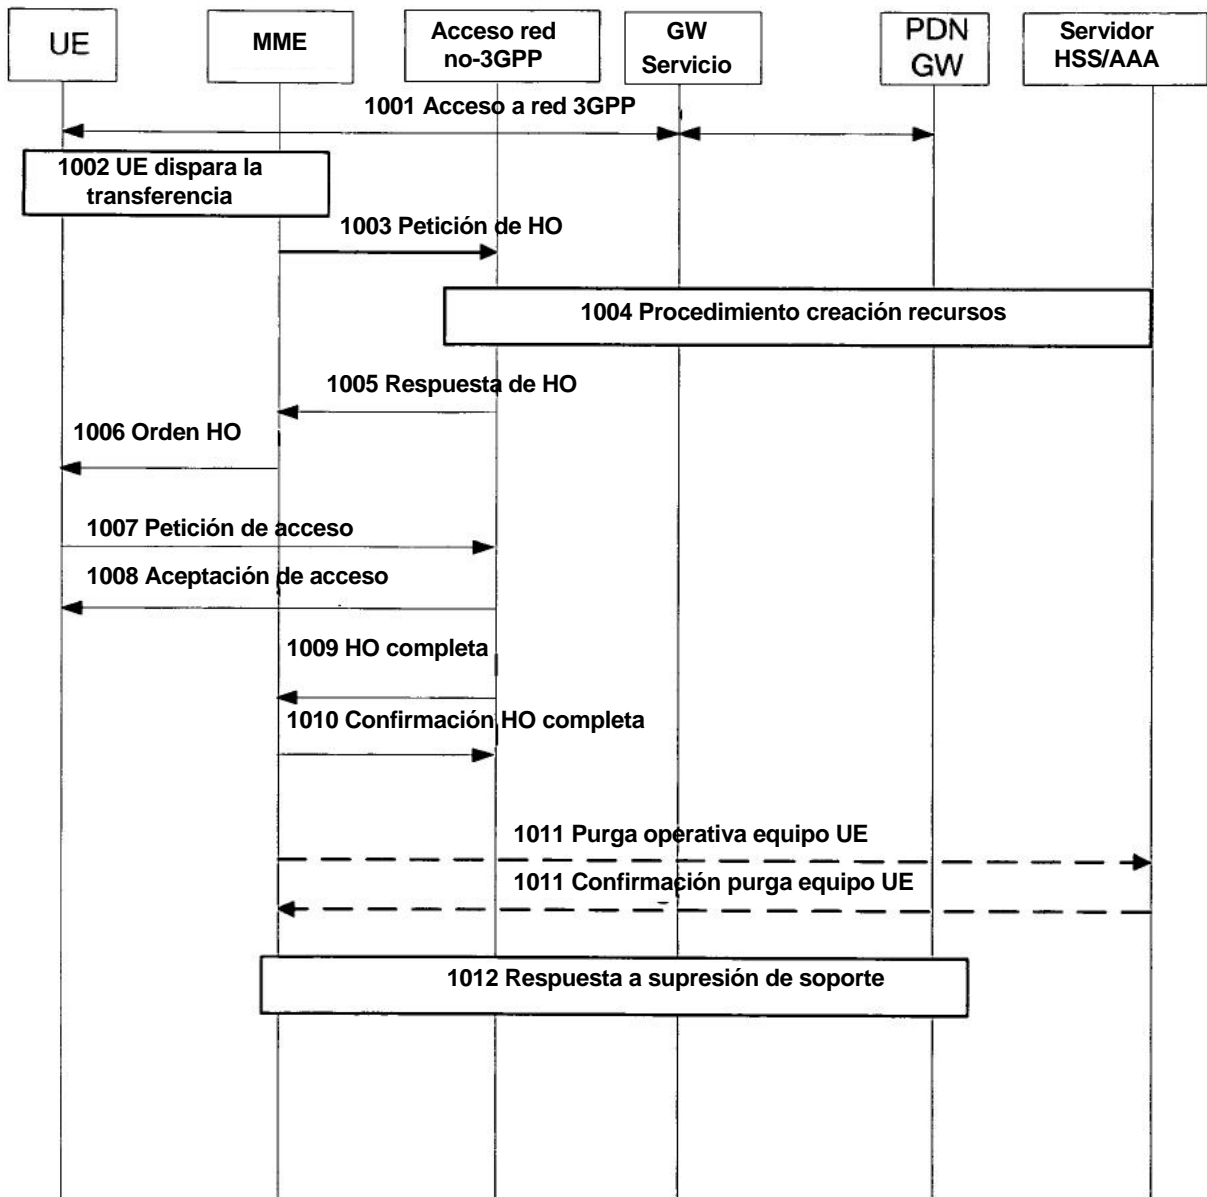 UE
MME
Acceso red
no-3GPP
GW
Servicio
PDN
GW
Servidor
HSS/AAA
1001 Acceso a red 3GPP
1002 UE dispara la
transferencia
1003 Petición de HO
1004 Procedimiento creación recursos
1005 Respuesta de HO
1006 Orden HO
1007 Petición de acceso
1008 Aceptación de acceso
1009 HO completa
1010 Confirmación HO completa
1011 Purga operativa equipo UE
1011 Confirmación purga equipo UE
1012 Respuesta a supresión de soporte